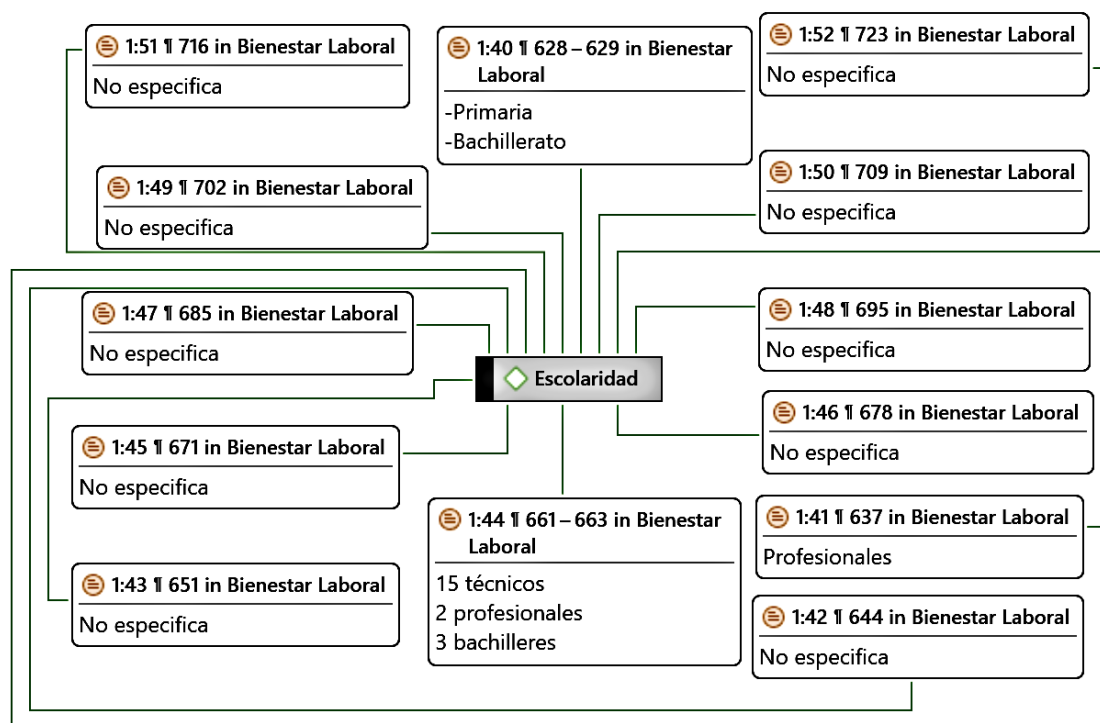 1:51 ¶ 716 in Bienestar Laboral
No especifica
1:40 ¶ 628 – 629 in Bienestar
Laboral
-Primaria
-Bachillerato
1:52 ¶ 723 in Bienestar Laboral
No especifica
1:49 ¶ 702 in Bienestar Laboral
No especifica
1:50 ¶ 709 in Bienestar Laboral
No especifica
1:47 ¶ 685 in Bienestar Laboral
No especifica
1:48 ¶ 695 in Bienestar Laboral
No especifica
Escolaridad
1:45 ¶ 671 in Bienestar Laboral
No especifica
1:46 ¶ 678 in Bienestar Laboral
No especifica
1:44 ¶ 661 – 663 in Bienestar
Laboral
15 técnicos
2 profesionales
3 bachilleres
1:41 ¶ 637 in Bienestar Laboral
Profesionales
1:43 ¶ 651 in Bienestar Laboral
No especifica
1:42 ¶ 644 in Bienestar Laboral
No especifica